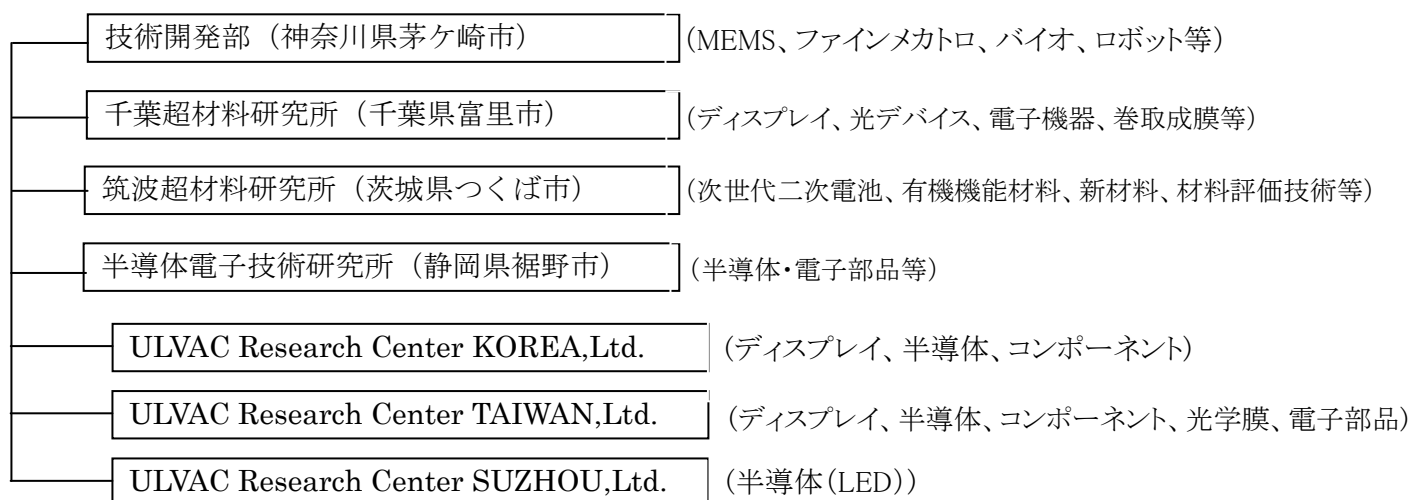 技術開発部（神奈川県茅ケ崎市） (MEMS、ファインメカトロ、バイオ、ロボット等)
千葉超材料研究所（千葉県富里市） (ディスプレイ、光デバイス、電子機器、巻取成膜等)
筑波超材料研究所（茨城県つくば市） (次世代二次電池、有機機能材料、新材料、材料評価技術等)
半導体電子技術研究所（静岡県裾野市） (半導体・電子部品等)
ULVAC Research Center KOREA,Ltd. (ディスプレイ、半導体、コンポーネント)
ULVAC Research Center TAIWAN,Ltd. (ディスプレイ、半導体、コンポーネント、光学膜、電子部品)
ULVAC Research Center SUZHOU,Ltd. (半導体(LED))